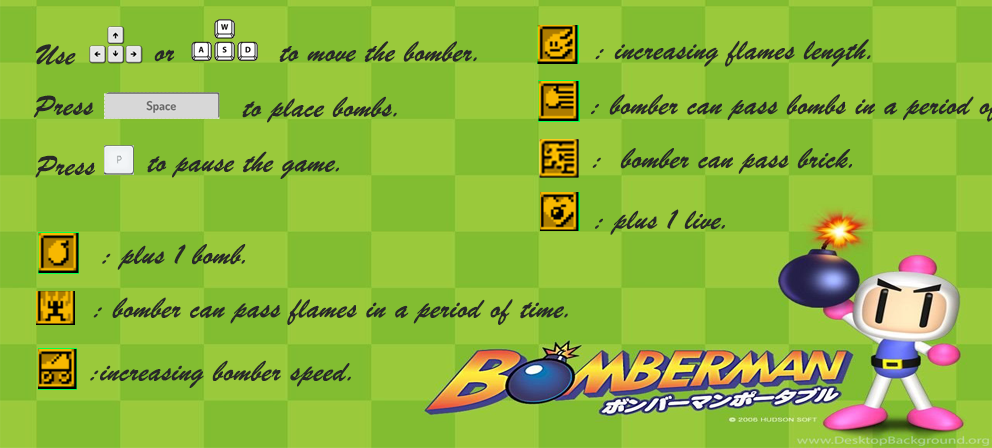 Use ↑ ← ↓ → or W A S D to move the bomber.
Press Space to place bombs.
Press P to pause the game.
: plus 1 bomb.
: bomber can pass flames in a period of time.
:increasing bomber speed.
: increasing flames length.
: bomber can pass bombs in a period of
: bomber can pass brick.
: plus 1 live.
BOMBERMAN
ボンバーマンポータブル
© 2006 HUDSON SOFT
www.DesktopBackground.org